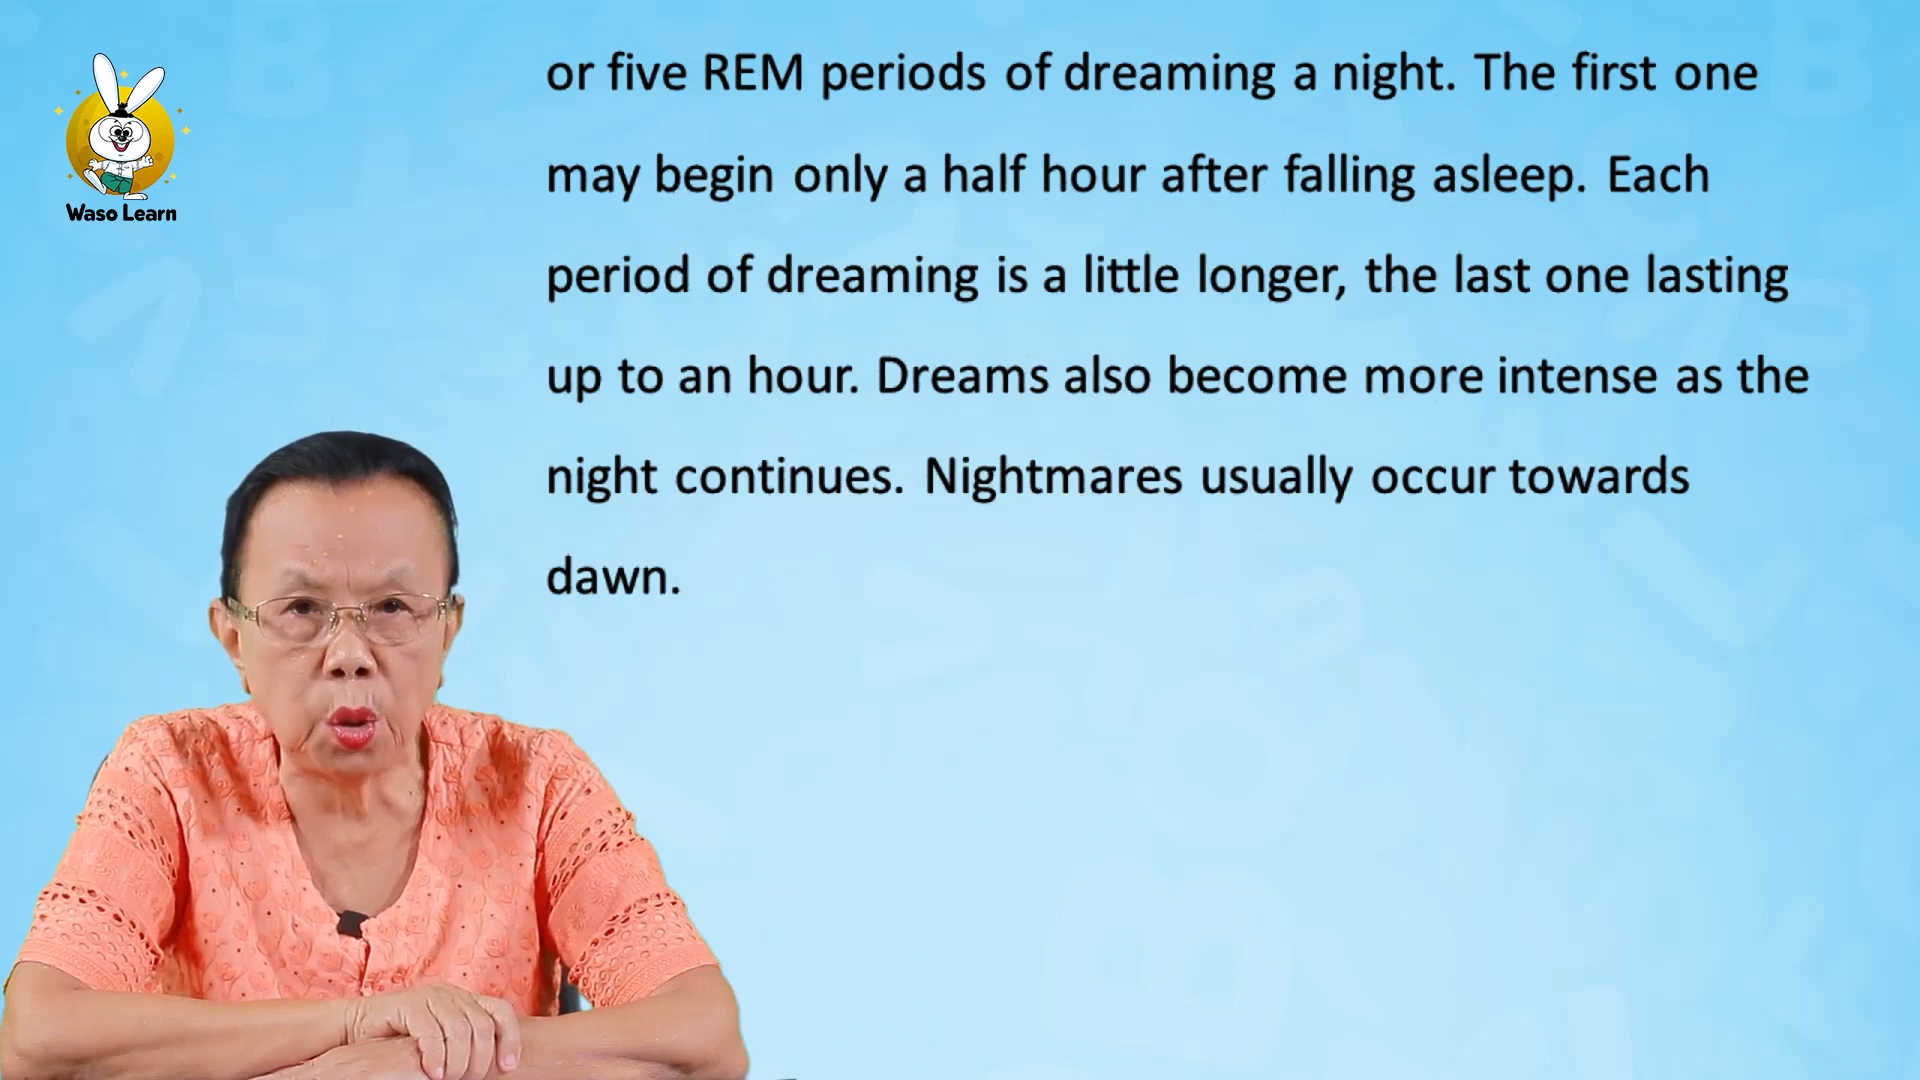 or five REM periods of dreaming a night. The first one
may begin only a half hour after falling asleep. Each
period of dreaming is a little longer, the last one lasting
up to an hour. Dreams also become more intense as the
night continues. Nightmares usually occur towards
dawn.
Waso Learn